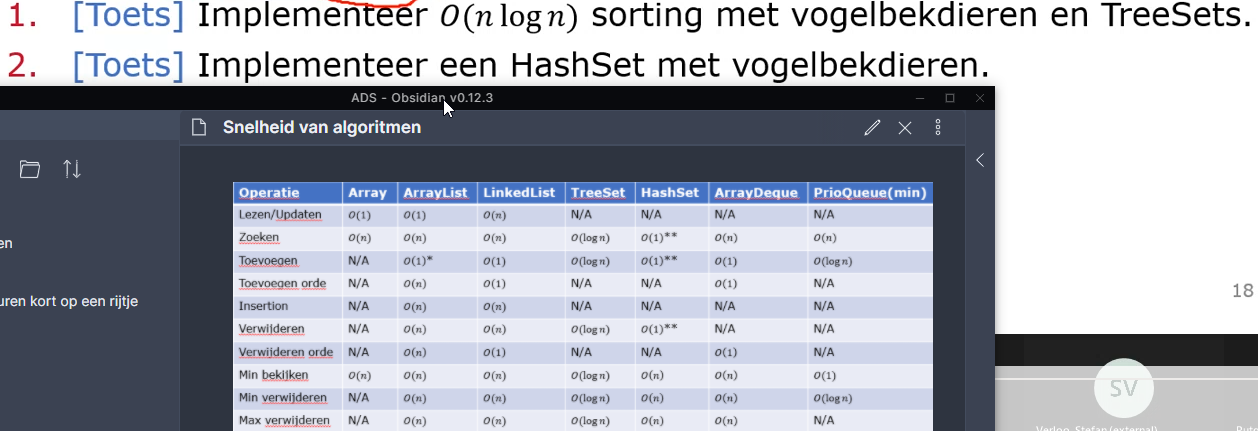 1. [Toets] Implementeer O(n log n) sorting met vogelbekdieren en TreeSets.
2. [Toets] Implementeer een HashSet met vogelbekdieren.
ADS - Obsidian v0.12.3
Snelheid van algoritmen
Operatie Array ArrayList LinkedList TreeSet HashSet ArrayDeque PrioQueue(min)
Lezen/Updaten O(1) O(1) O(n) N/A N/A N/A N/A
Zoeken O(n) O(n) O(n) O(log n) O(1)** O(n) O(n)
Toevoegen N/A O(1)* O(1) O(log n) O(1)** O(1) O(log n)
Toevoegen orde N/A O(n) O(1) N/A N/A O(1) N/A
Insertion N/A O(n) O(n) N/A N/A N/A N/A
Verwijderen N/A O(n) O(n) O(log n) O(1)** N/A N/A
Verwijderen orde N/A O(n) O(1) N/A N/A O(1) N/A
Min bekijken O(n) O(n) O(n) O(log n) O(n) O(n) O(1)
Min verwijderen N/A O(n) O(n) O(log n) O(n) O(n) O(log n)
Max verwijderen N/A O(n) O(n) O(log n) O(n) O(n) N/A
en
uren kort op een rijtje
18
SV